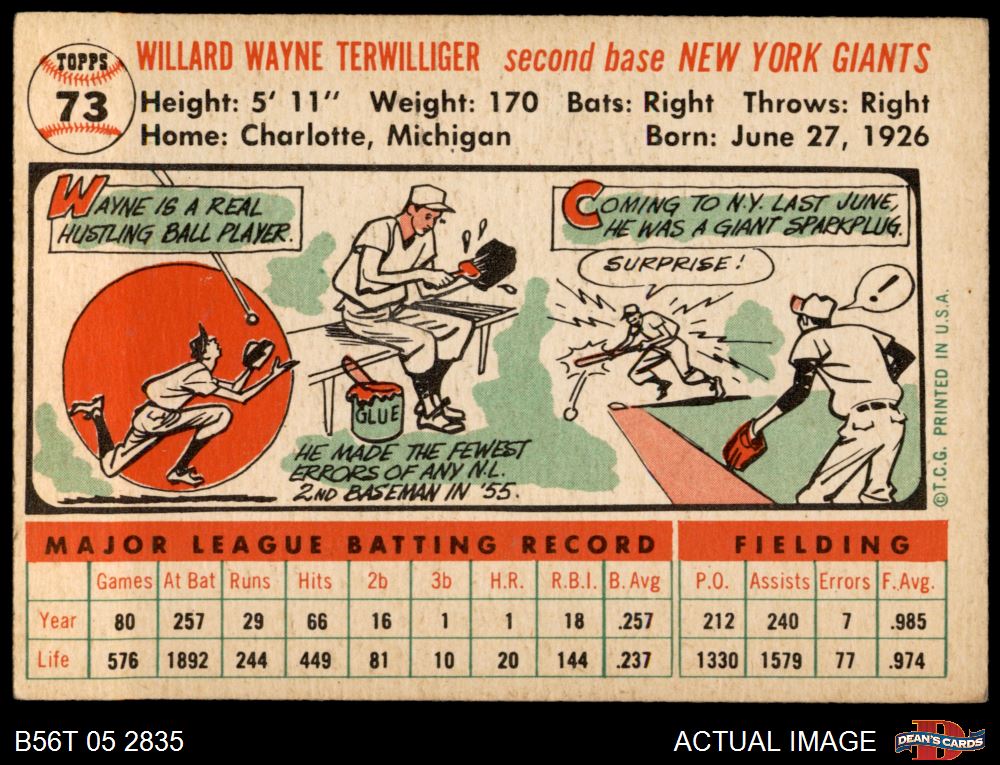 TOPPS
73
WILLARD WAYNE TERWILLIGER second base NEW YORK GIANTS
Height: 5' 11" Weight: 170 Bats: Right Throws: Right
Home: Charlotte, Michigan Born: June 27, 1926
WAYNE IS A REAL
HUSTLING BALL PLAYER.
GLUE
HE MADE THE FEWEST
ERRORS OF ANY N.L.
2ND BASEMAN IN '55.
COMING TO N.Y. LAST JUNE,
HE WAS A GIANT SPARKPLUG.
SURPRISE!
!
©T.C.G. PRINTED IN U.S.A.
MAJOR LEAGUE BATTING RECORD FIELDING
Games At Bat Runs Hits 2b 3b H.R. R.B.I. B. Avg P.O. Assists Errors F. Avg.
Year 80 257 29 66 16 1 1 18 .257 212 240 7 .985
Life 576 1892 244 449 81 10 20 144 .237 1330 1579 77 .974
B56T 05 2835 ACTUAL IMAGE
D
DEAN'S CARDS